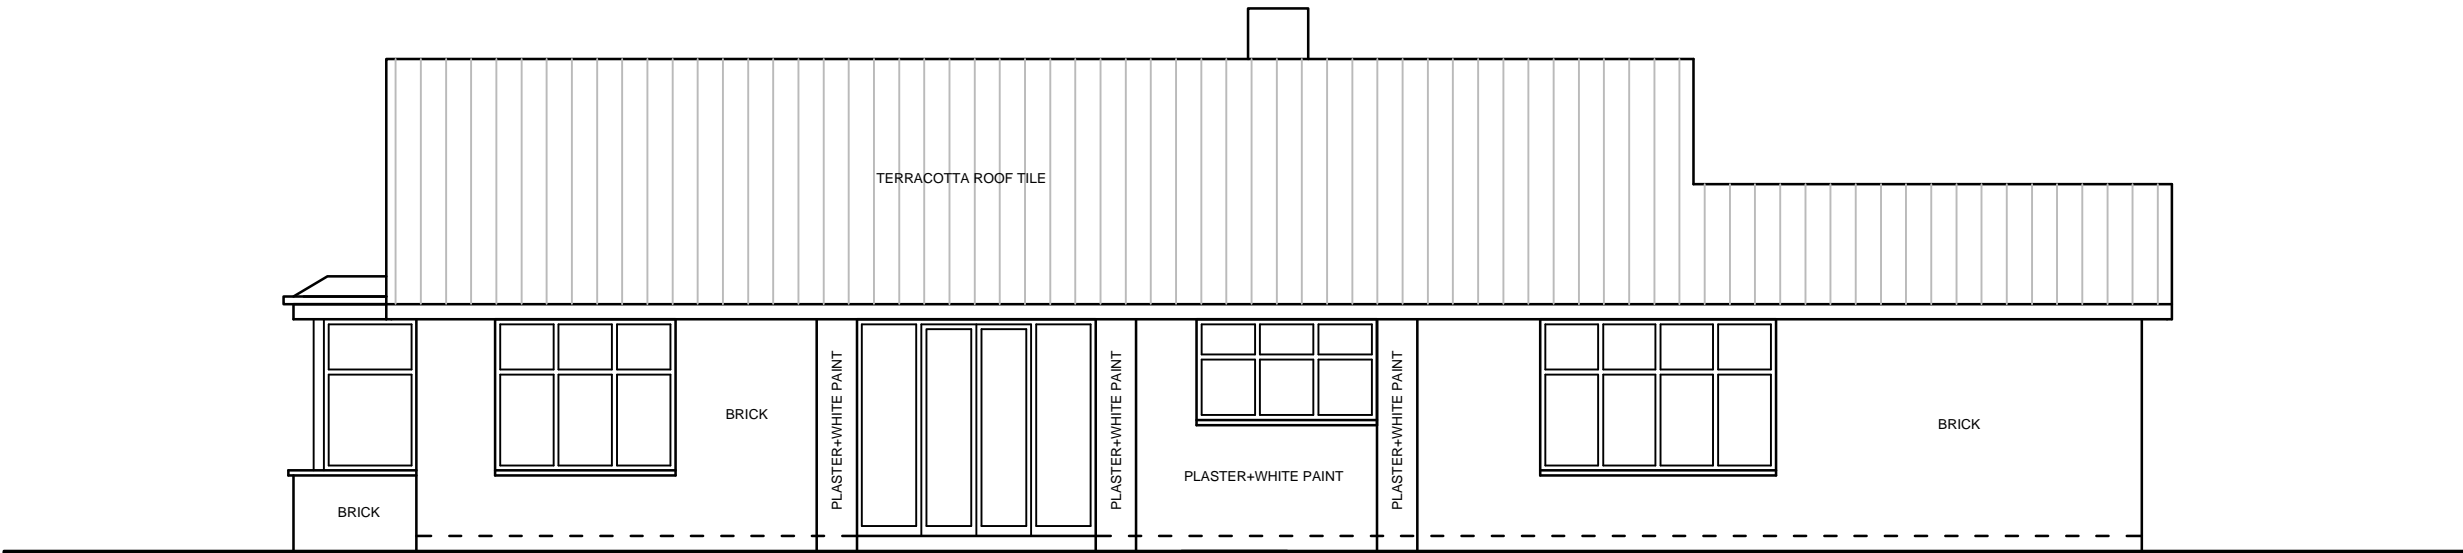 TERRACOTTA ROOF TILE
BRICK
PLASTER+WHITE PAINT
PLASTER+WHITE PAINT
PLASTER+WHITE PAINT
PLASTER+WHITE PAINT
BRICK
BRICK